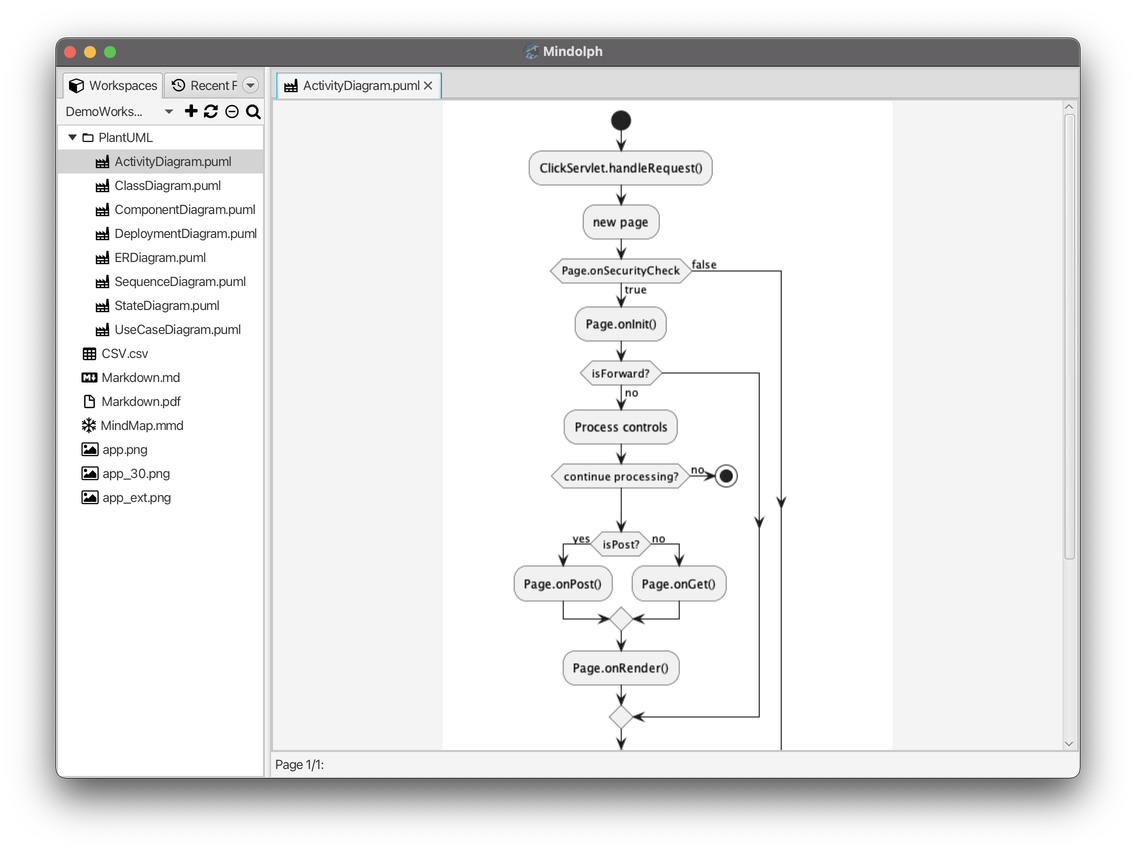 Mindolph
Workspaces
Recent F
ActivityDiagram.puml
DemoWorks...
PlantUML
ActivityDiagram.puml
ClassDiagram.puml
ComponentDiagram.puml
DeploymentDiagram.puml
ERDiagram.puml
SequenceDiagram.puml
StateDiagram.puml
UseCaseDiagram.puml
CSV.csv
Markdown.md
Markdown.pdf
MindMap.mmd
app.png
app_30.png
app_ext.png
ClickServlet.handleRequest()
new page
Page.onSecurityCheck
false
true
Page.onInit()
isForward?
no
Process controls
continue processing?
no
yes
isPost?
no
Page.onPost()
Page.onGet()
Page.onRender()
Page 1/1: